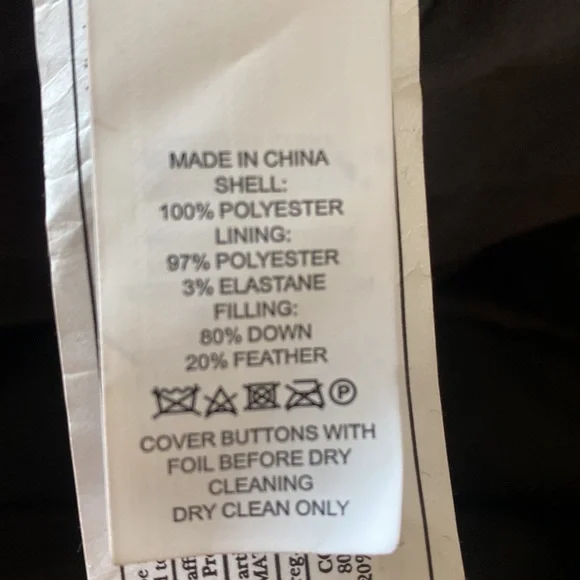 MADE IN CHINA
SHELL:
100% POLYESTER
LINING:
97% POLYESTER
3% ELASTANE
FILLING:
80% DOWN
20% FEATHER
P
COVER BUTTONS WITH
FOIL BEFORE DRY
CLEANING
DRY CLEAN ONLY